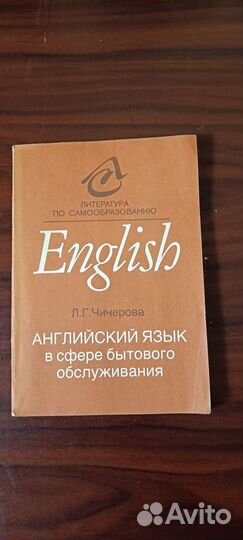 ЛИТЕРАТУРА
ПО САМООБРАЗОВАНИЮ
English
Л.Г.Чичерова
АНГЛИЙСКИЙ ЯЗЫК
в сфере бытового
обслуживания
Avito